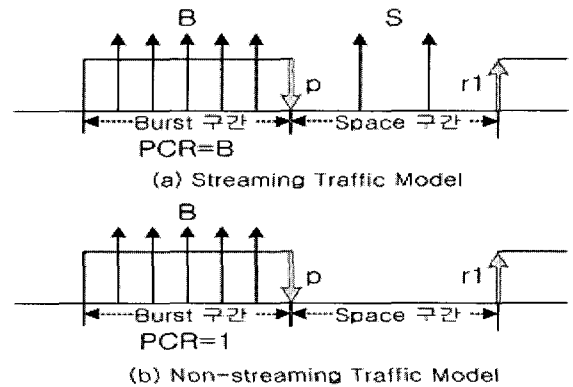 B S
p r1
Burst 구간 Space 구간
PCR=B
(a) Streaming Traffic Model
B
p r1
Burst 구간 Space 구간
PCR=1
(b) Non-streaming Traffic Model